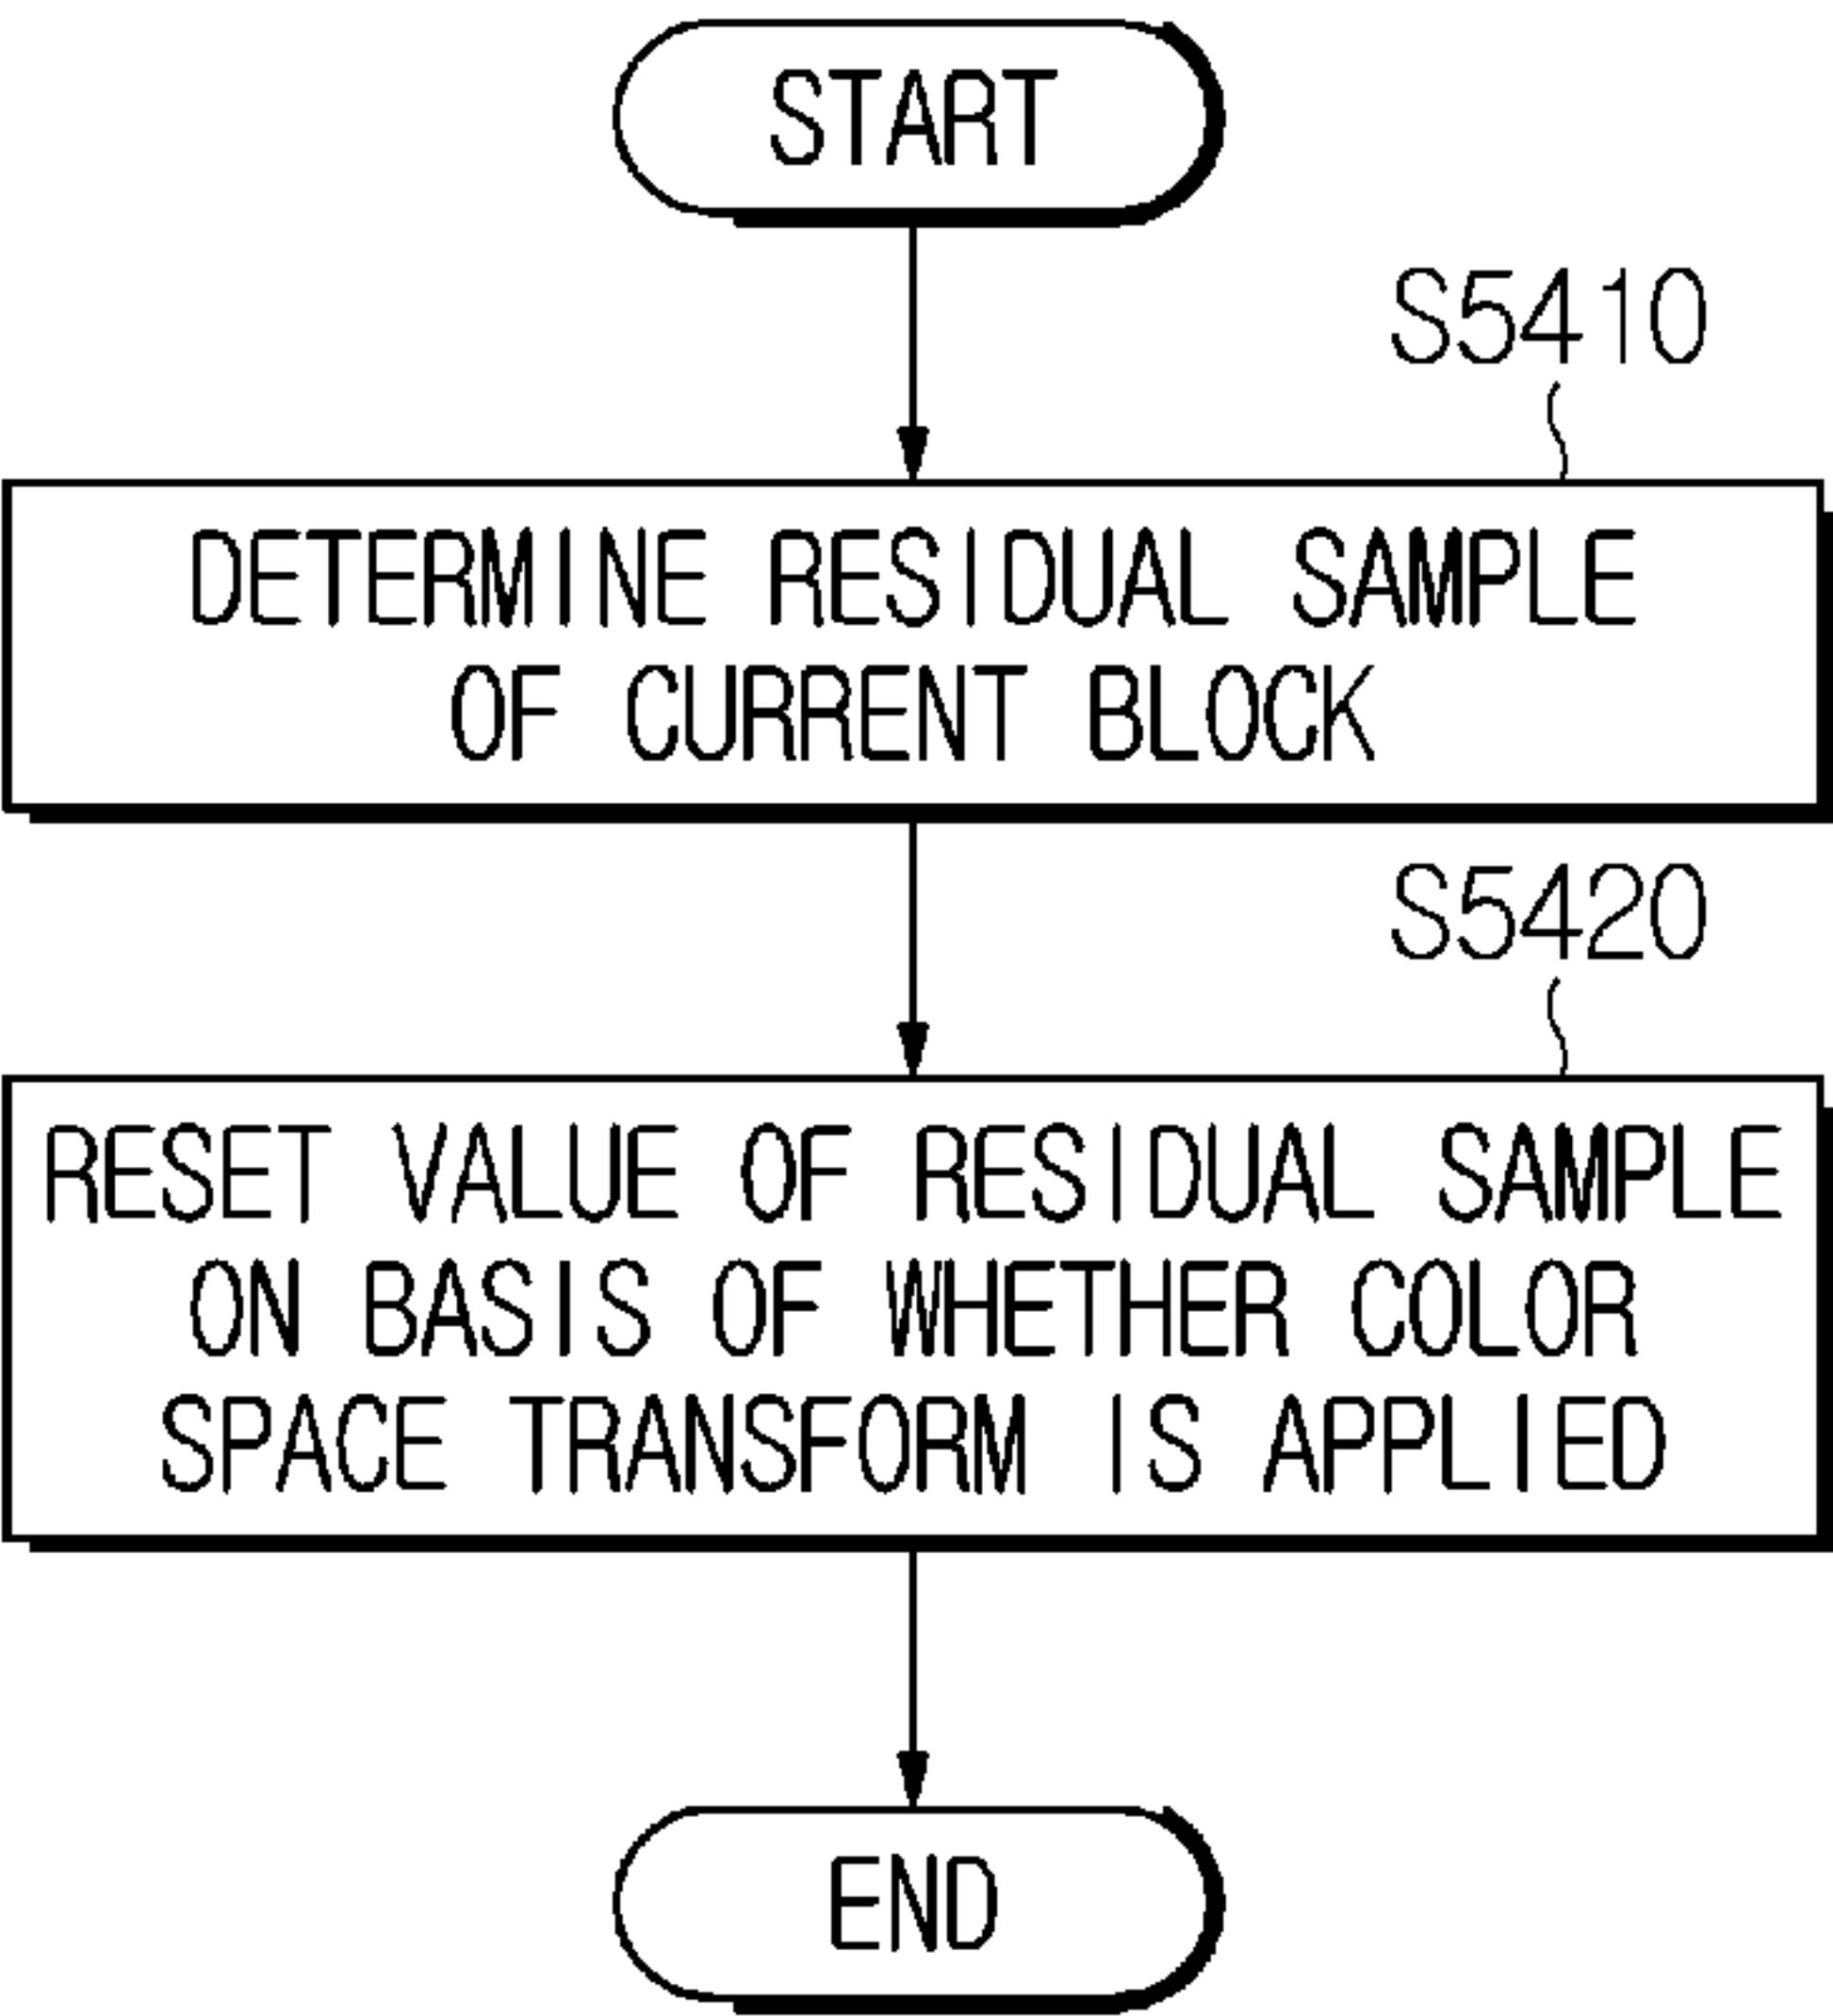 START
S5410
DETERMINE RESIDUAL SAMPLE
OF CURRENT BLOCK
S5420
RESET VALUE OF RESIDUAL SAMPLE
ON BASIS OF WHETHER COLOR
SPACE TRANSFORM IS APPLIED
END